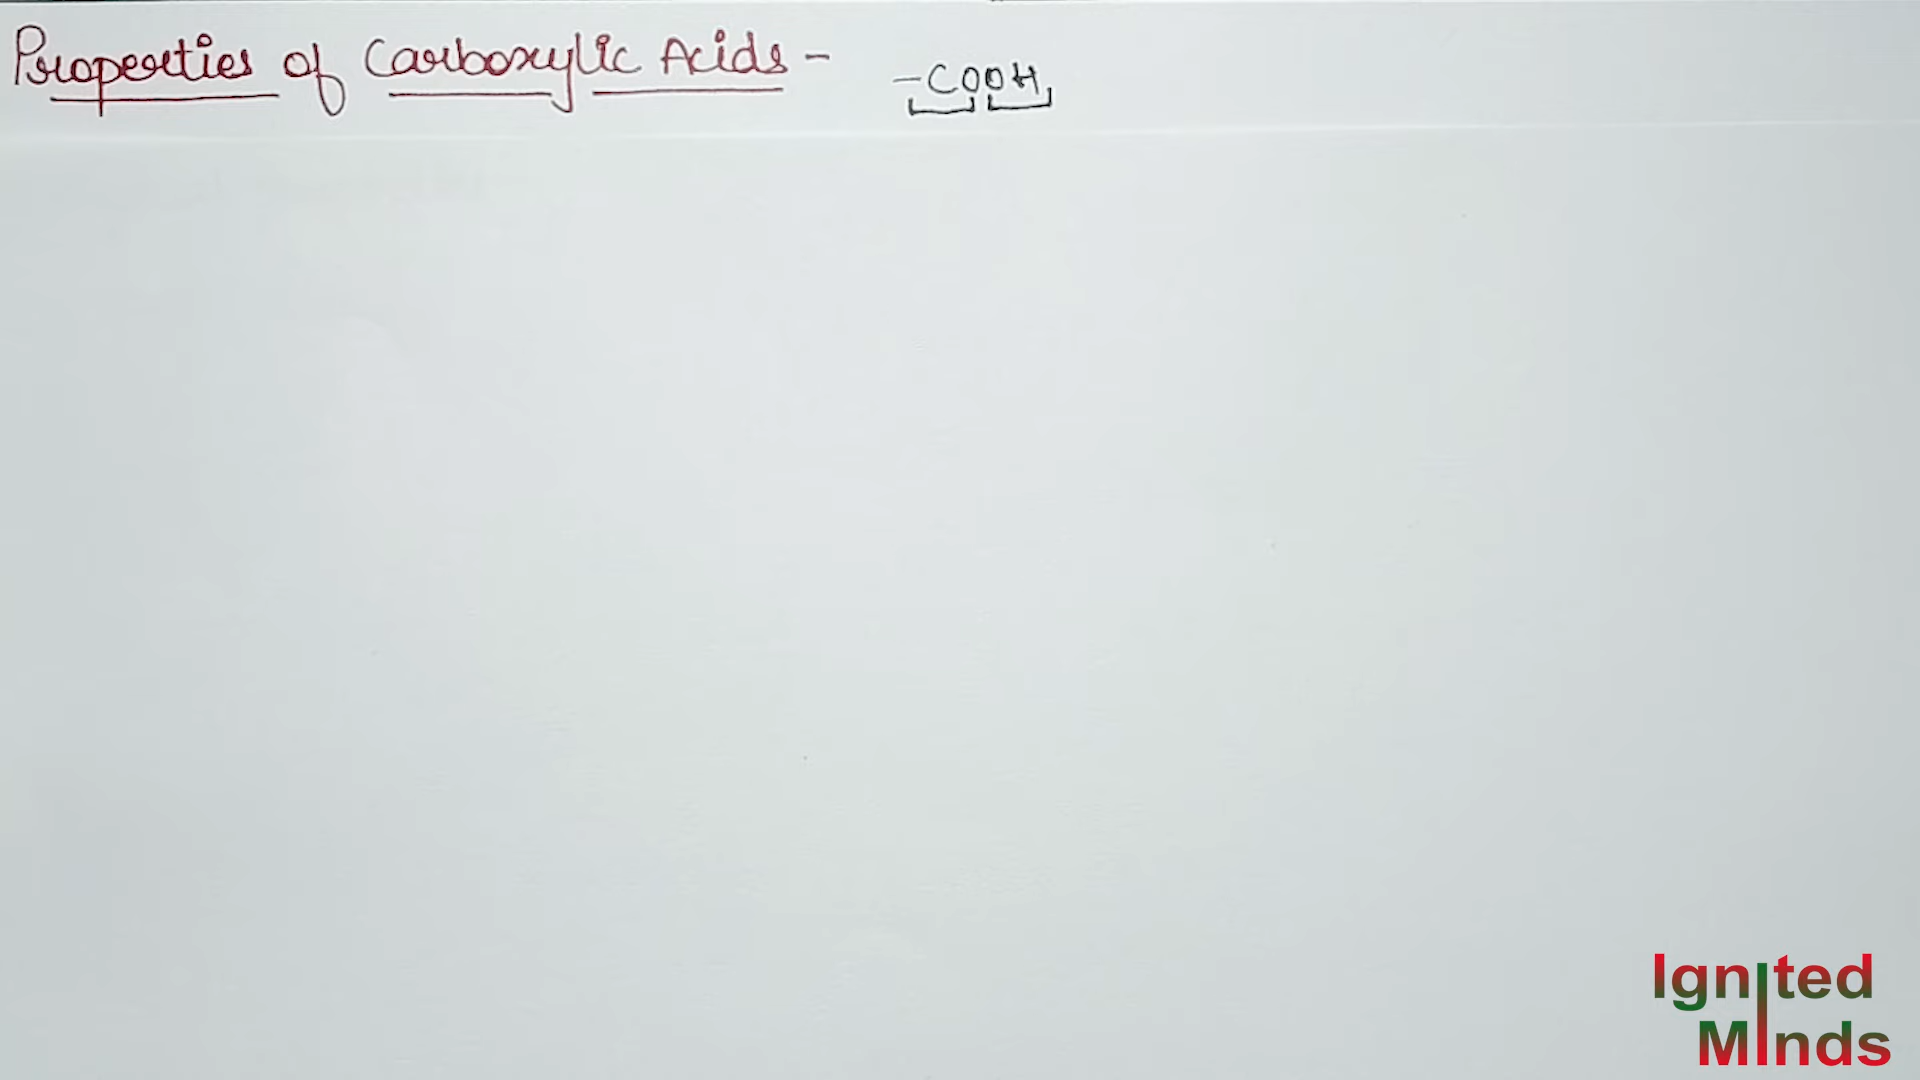 Properties of Carboxylic Acids -
-COOH
Ignited
Minds